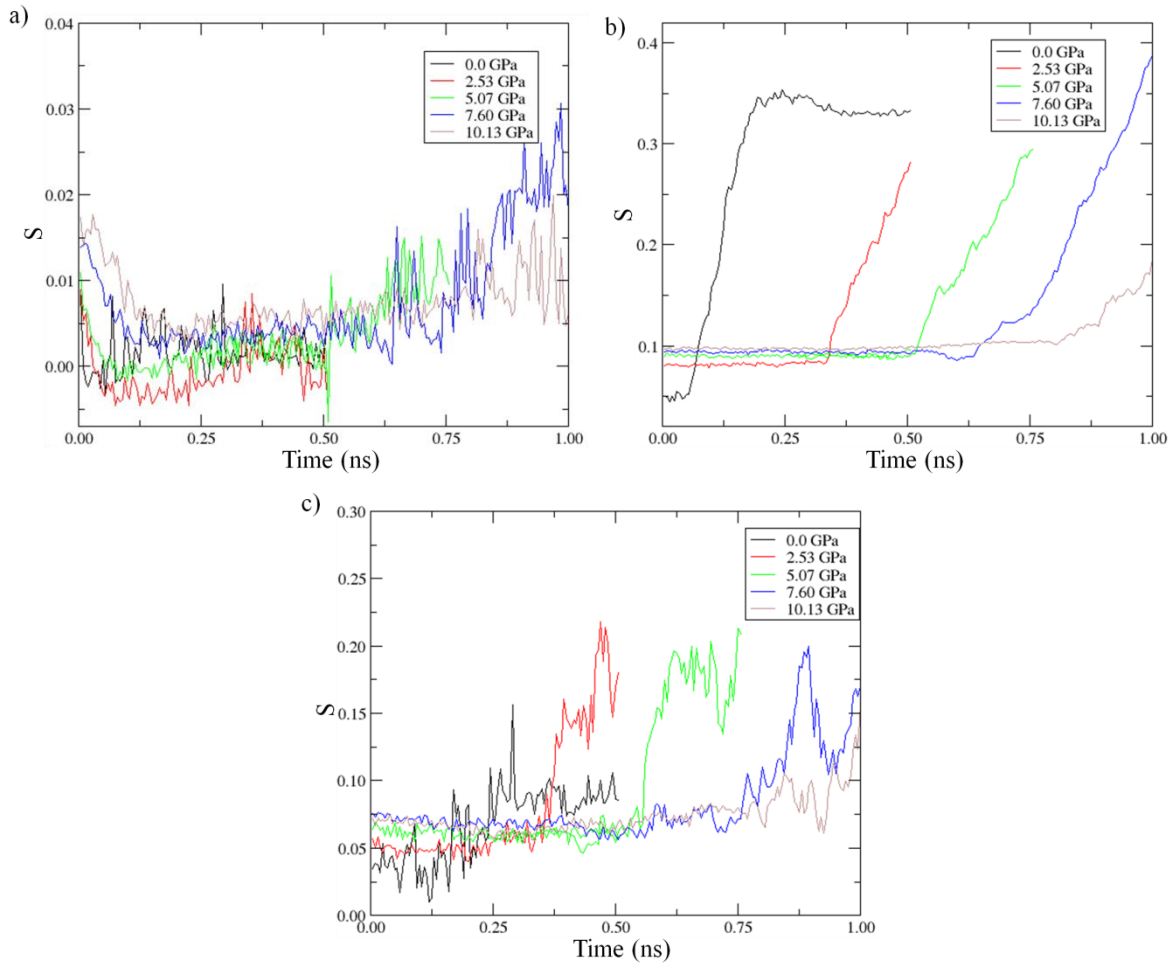 a)
0.04
0.03
0.02
0.01
0.00
S
0.00
0.25
0.50
0.75
1.00
Time (ns)
0.0 GPa
2.53 GPa
5.07 GPa
7.60 GPa
10.13 GPa
b)
0.4
0.3
0.2
0.1
S
0.00
0.25
0.50
0.75
1.00
Time (ns)
0.0 GPa
2.53 GPa
5.07 GPa
7.60 GPa
10.13 GPa
c)
0.30
0.25
0.20
0.15
0.10
0.05
0.00
S
0.00
0.25
0.50
0.75
1.00
Time (ns)
0.0 GPa
2.53 GPa
5.07 GPa
7.60 GPa
10.13 GPa